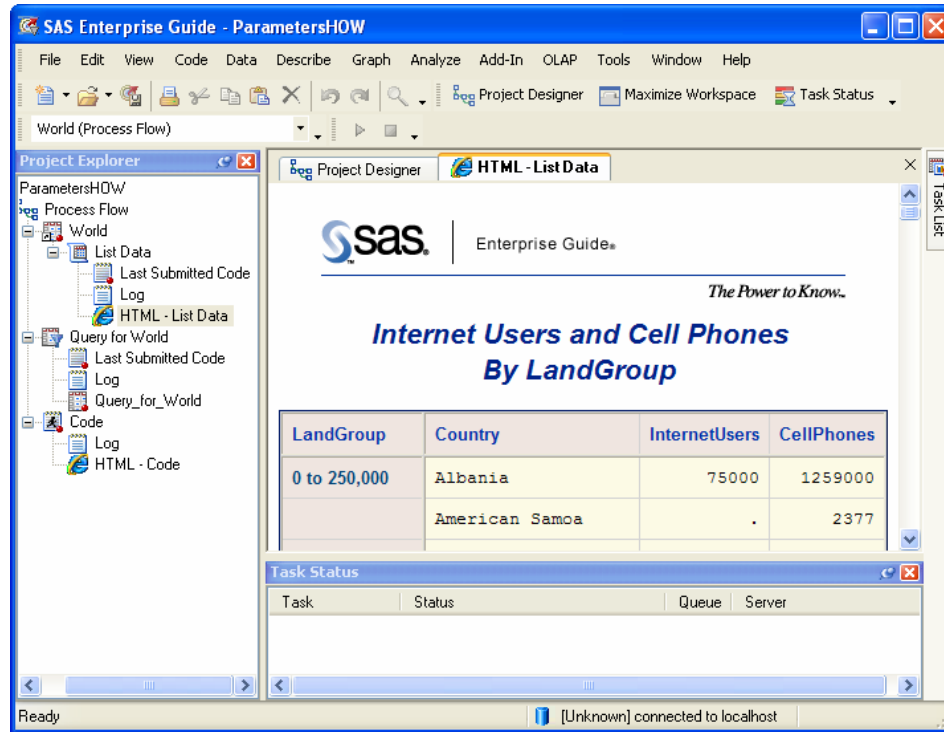 SAS Enterprise Guide - ParametersHOW
File Edit View Code Data Describe Graph Analyze Add-In OLAP Tools Window Help
Project Designer Maximize Workspace Task Status
World (Process Flow)
Project Explorer
ParametersHOW
Process Flow
World
List Data
Last Submitted Code
Log
HTML - List Data
Query for World
Last Submitted Code
Log
Query_for_World
Code
Log
HTML - Code
Project Designer HTML - List Data
sas. Enterprise Guide®
The Power to Know™
Internet Users and Cell Phones
By LandGroup
LandGroup Country InternetUsers CellPhones
0 to 250,000 Albania 75000 1259000
American Samoa . 2377
Task List
Task Status
Task Status Queue Server
Ready [Unknown] connected to localhost